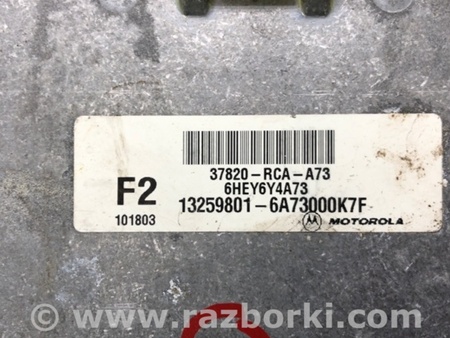 37820-RCA-A73
6HEY6Y4A73
F2
13259801-6A73000K7F
101803
MOTOROLA
© www.razborki.com